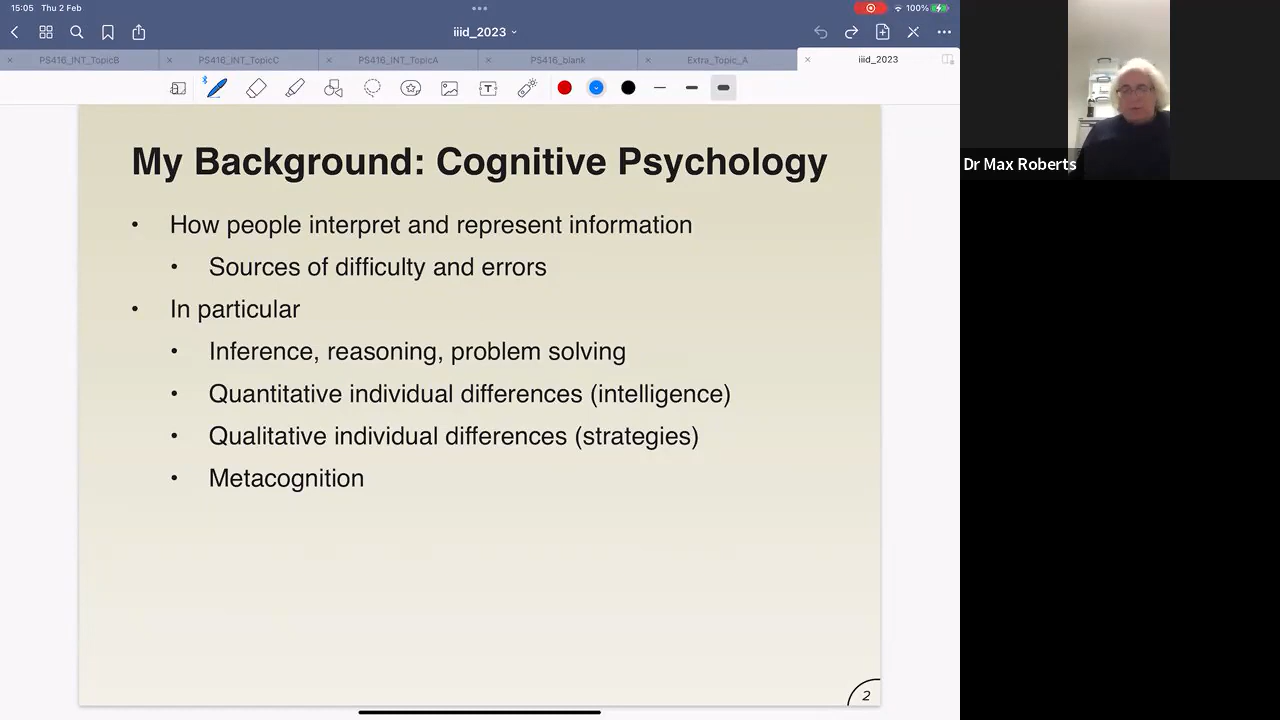 15:05 Thu 2 Feb
100%
iiid_2023
PS416_INT_TopicB
PS416_INT_TopicC
PS416_INT_TopicA
PS416_blank
Extra_Topic_A
iiid_2023
My Background: Cognitive Psychology
• How people interpret and represent information
• Sources of difficulty and errors
• In particular
• Inference, reasoning, problem solving
• Quantitative individual differences (intelligence)
• Qualitative individual differences (strategies)
• Metacognition
2
Dr Max Roberts